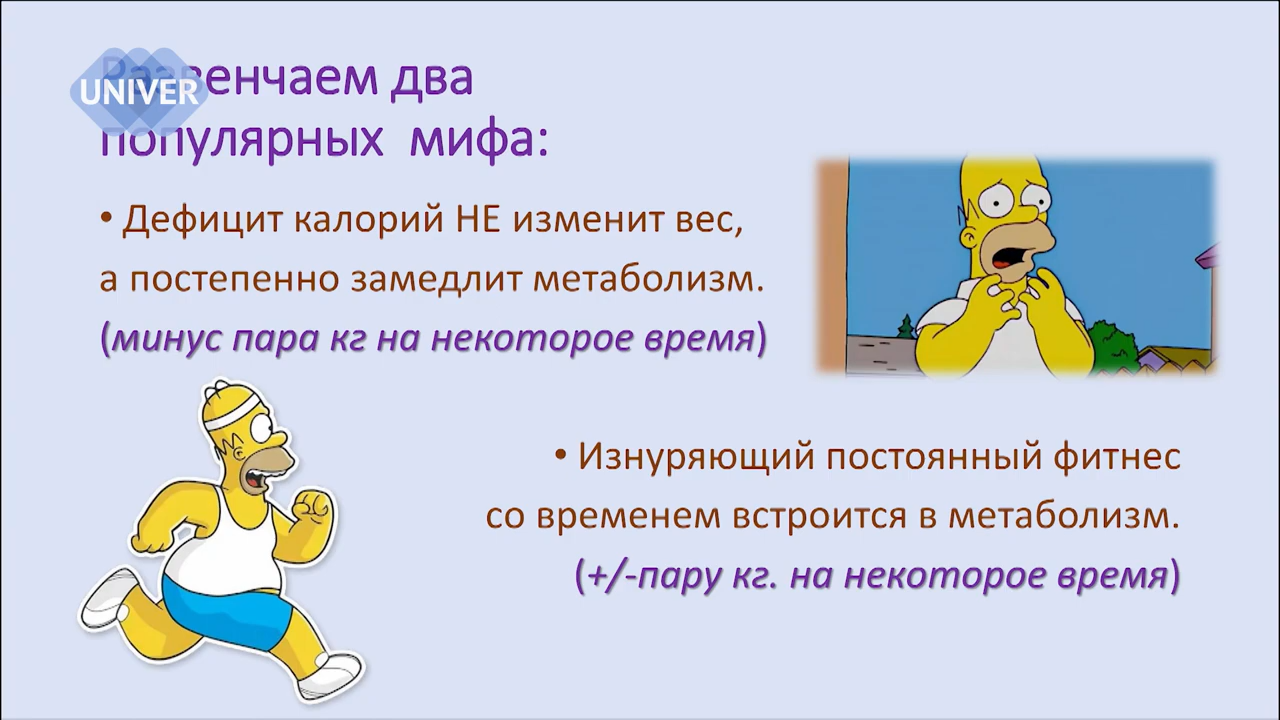 Развенчаем два
UNIVER
популярных мифа:
• Дефицит калорий НЕ изменит вес,
а постепенно замедлит метаболизм.
(минус пара кг на некоторое время)
• Изнуряющий постоянный фитнес
со временем встроится в метаболизм.
(+/-пару кг. на некоторое время)